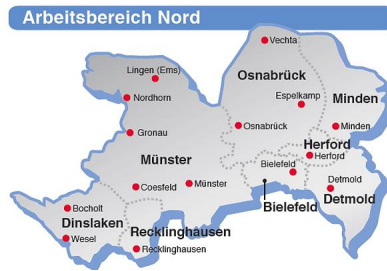 Arbeitsbereich Nord
Vechta
Lingen (Ems)
Osnabrück
Nordhorn
Espelkamp
Minden
Gronau
Osnabrück
Minden
Münster
Herford
Herford
Bielefeld
Coesfeld
Münster
Detmold
Detmold
Bocholt
Bielefeld
Dinslaken
Wesel
Recklinghausen
Recklinghausen